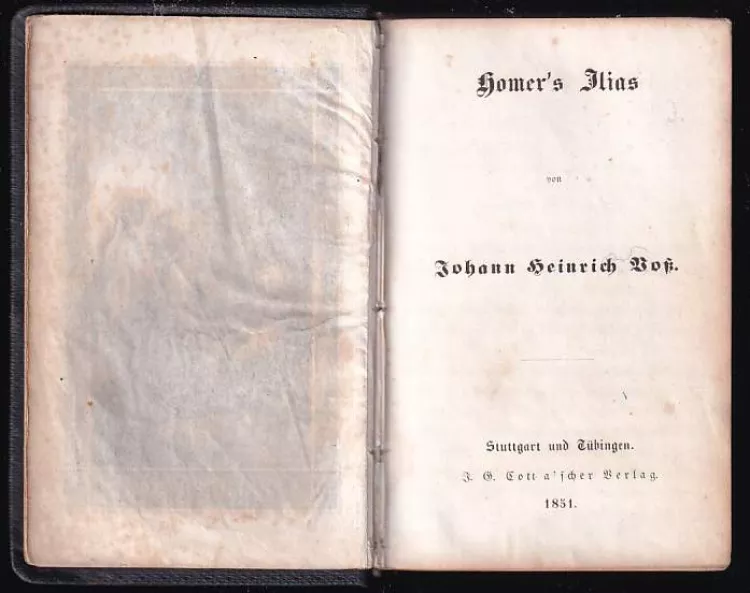 Homer's Ilias
von
Johann Heinrich Voß.
Stuttgart und Tübingen.
J. G. Cotta'scher Verlag.
1851.